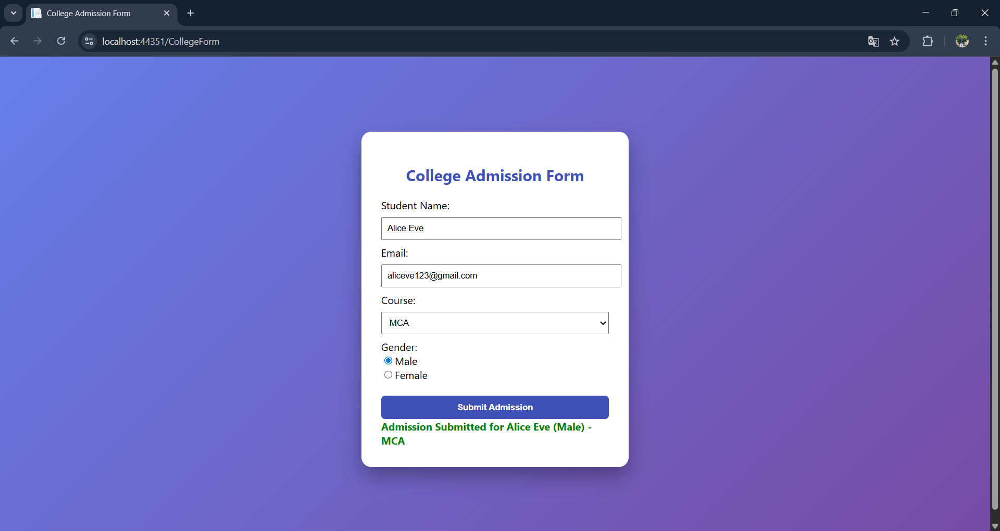 College Admission Form
localhost:44351/CollegeForm
College Admission Form
Student Name:
Alice Eve
Email:
aliceve123@gmail.com
Course:
MCA
Gender:
Male
Female
Submit Admission
Admission Submitted for Alice Eve (Male) -
MCA